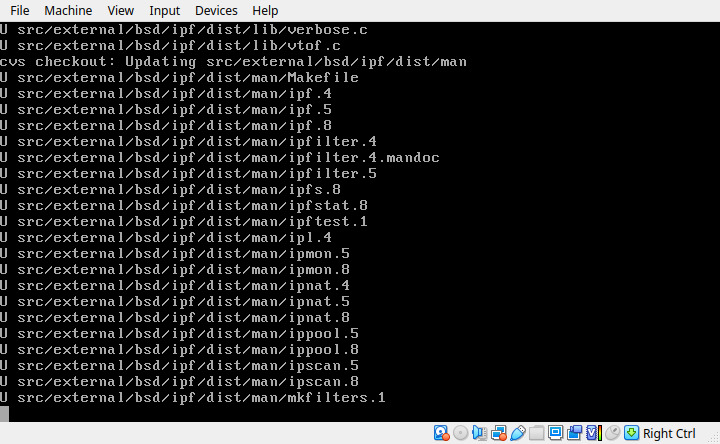 File Machine View Input Devices Help
U src/external/bsd/ipf/dist/lib/verbose.c
U src/external/bsd/ipf/dist/lib/vtof.c
cvs checkout: Updating src/external/bsd/ipf/dist/man
U src/external/bsd/ipf/dist/man/Makefile
U src/external/bsd/ipf/dist/man/ipf.4
U src/external/bsd/ipf/dist/man/ipf.5
U src/external/bsd/ipf/dist/man/ipf.8
U src/external/bsd/ipf/dist/man/ipfilter.4
U src/external/bsd/ipf/dist/man/ipfilter.4.mandoc
U src/external/bsd/ipf/dist/man/ipfilter.5
U src/external/bsd/ipf/dist/man/ipfs.8
U src/external/bsd/ipf/dist/man/ipfstat.8
U src/external/bsd/ipf/dist/man/ipftest.1
U src/external/bsd/ipf/dist/man/ipl.4
U src/external/bsd/ipf/dist/man/ipmon.5
U src/external/bsd/ipf/dist/man/ipmon.8
U src/external/bsd/ipf/dist/man/ipnat.4
U src/external/bsd/ipf/dist/man/ipnat.5
U src/external/bsd/ipf/dist/man/ipnat.8
U src/external/bsd/ipf/dist/man/ippool.5
U src/external/bsd/ipf/dist/man/ippool.8
U src/external/bsd/ipf/dist/man/ipscan.5
U src/external/bsd/ipf/dist/man/ipscan.8
U src/external/bsd/ipf/dist/man/mkfilters.1
Right Ctrl